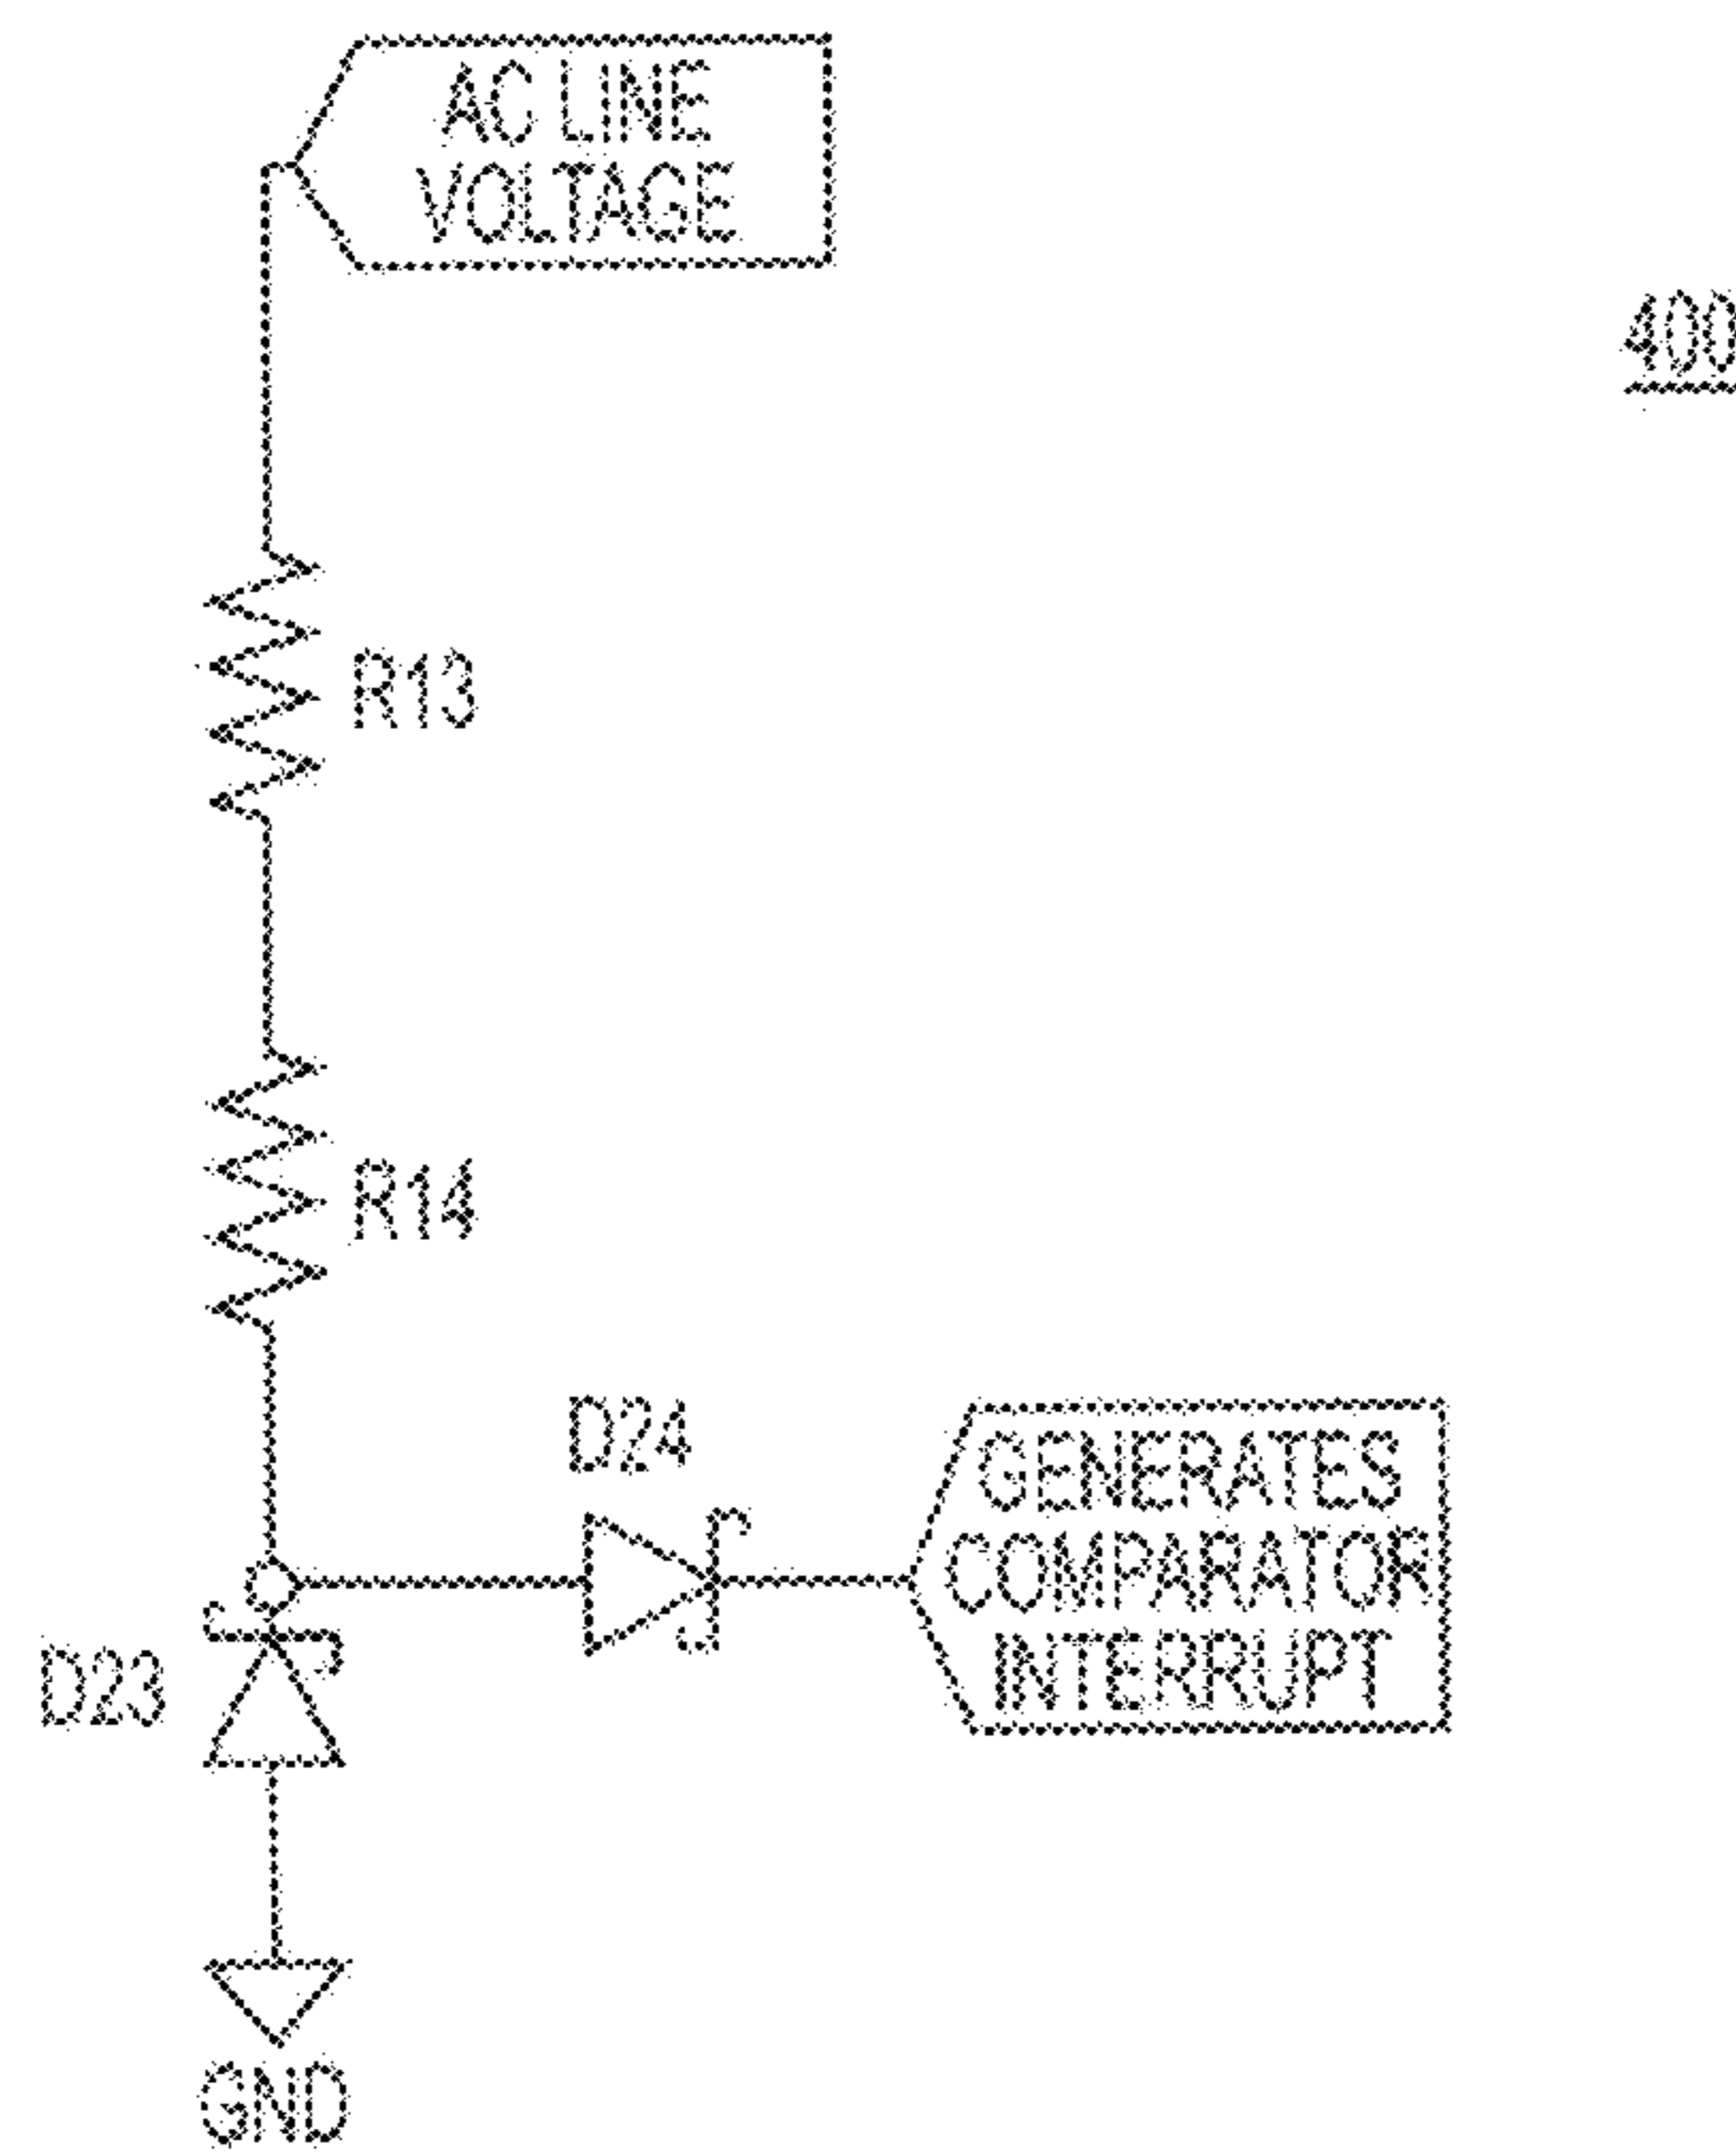 AC LINE
VOLTAGE
400
R13
R14
D24
GENERATES
COMPARATOR
INTERRUPT
D23
GND